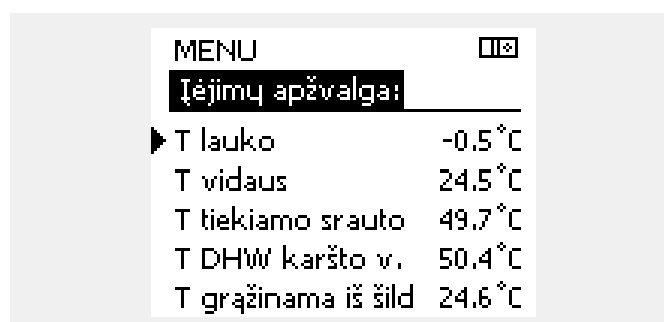 MENU
Įėjimų apžvalga:
T lauko -0.5°C
T vidaus 24.5°C
T tiekiamo srauto 49.7°C
T DHW karšto v. 50.4°C
T grąžinama iš šild 24.6°C